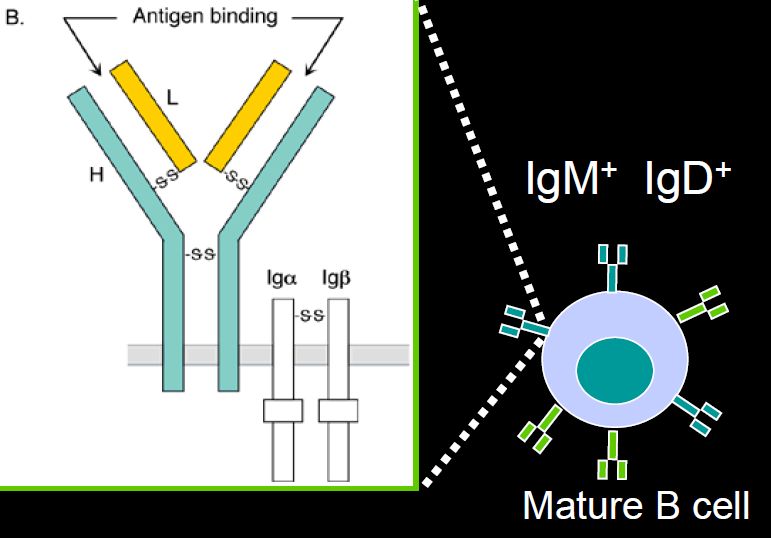 B.
Antigen binding
L
H
-SS
-SS
-SS
Igα
Igβ
-SS
IgM⁺ IgD⁺
Mature B cell